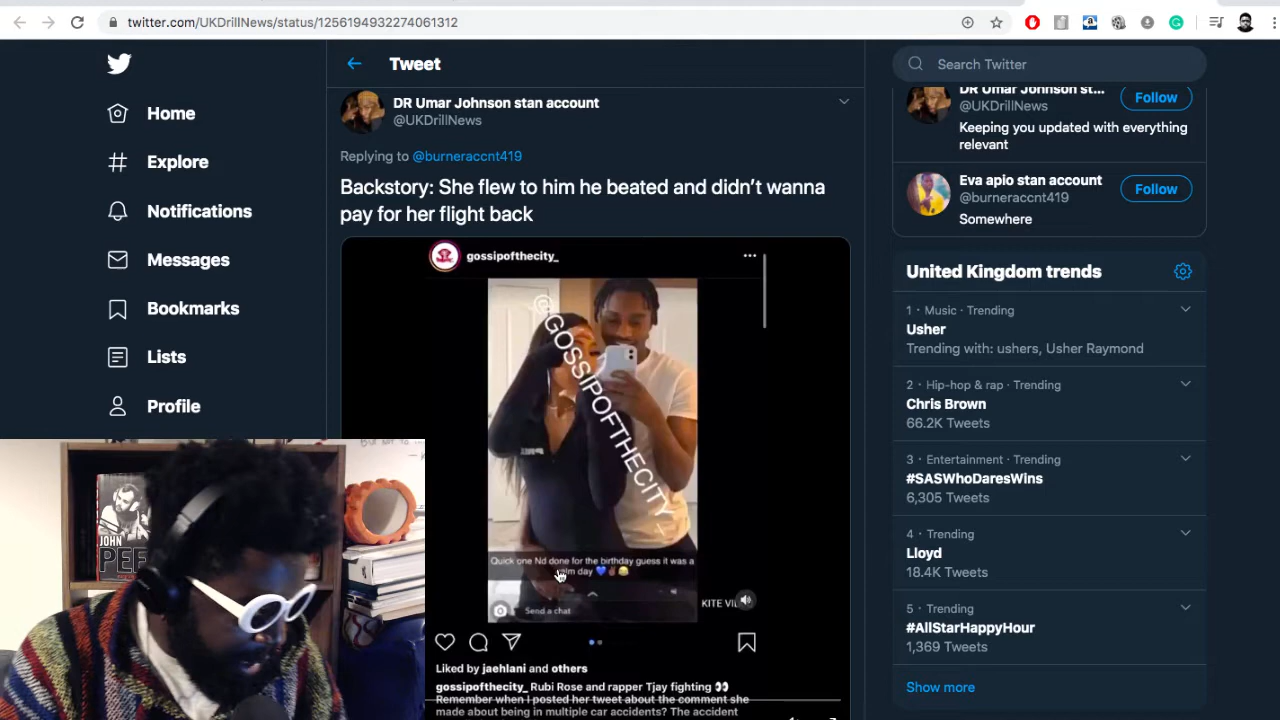 twitter.com/UKDrillNews/status/1256194932274061312
Home
Explore
Notifications
Messages
Bookmarks
Lists
Profile
Tweet
DR Umar Johnson stan account
@UKDrillNews
Replying to @burneraccnt419
Backstory: She flew to him he beated and didn’t wanna
pay for her flight back
gossipofthecity_
@GOSSIPOFTHECITY
Quick one Nd done for the birthday guess it was a
day 💙✌🏾😂
Send a chat
KITE
Liked by jaehlani and others
gossipofthecity_ Rubi Rose and rapper Tjay fighting 👀
Remember when I posted her tweet about the comment she
made about being in multiple car accidents? The accident
Search Twitter
DR Umar Johnson st...
@UKDrillNews
Follow
Keeping you updated with everything
relevant
Eva apio stan account
@burneraccnt419
Follow
Somewhere
United Kingdom trends
1 · Music · Trending
Usher
Trending with: ushers, Usher Raymond
2 · Hip-hop & rap · Trending
Chris Brown
66.2K Tweets
3 · Entertainment · Trending
#SASWhoDaresWins
6,305 Tweets
4 · Trending
Lloyd
18.4K Tweets
5 · Trending
#AllStarHappyHour
1,369 Tweets
Show more
JOHN
PEE